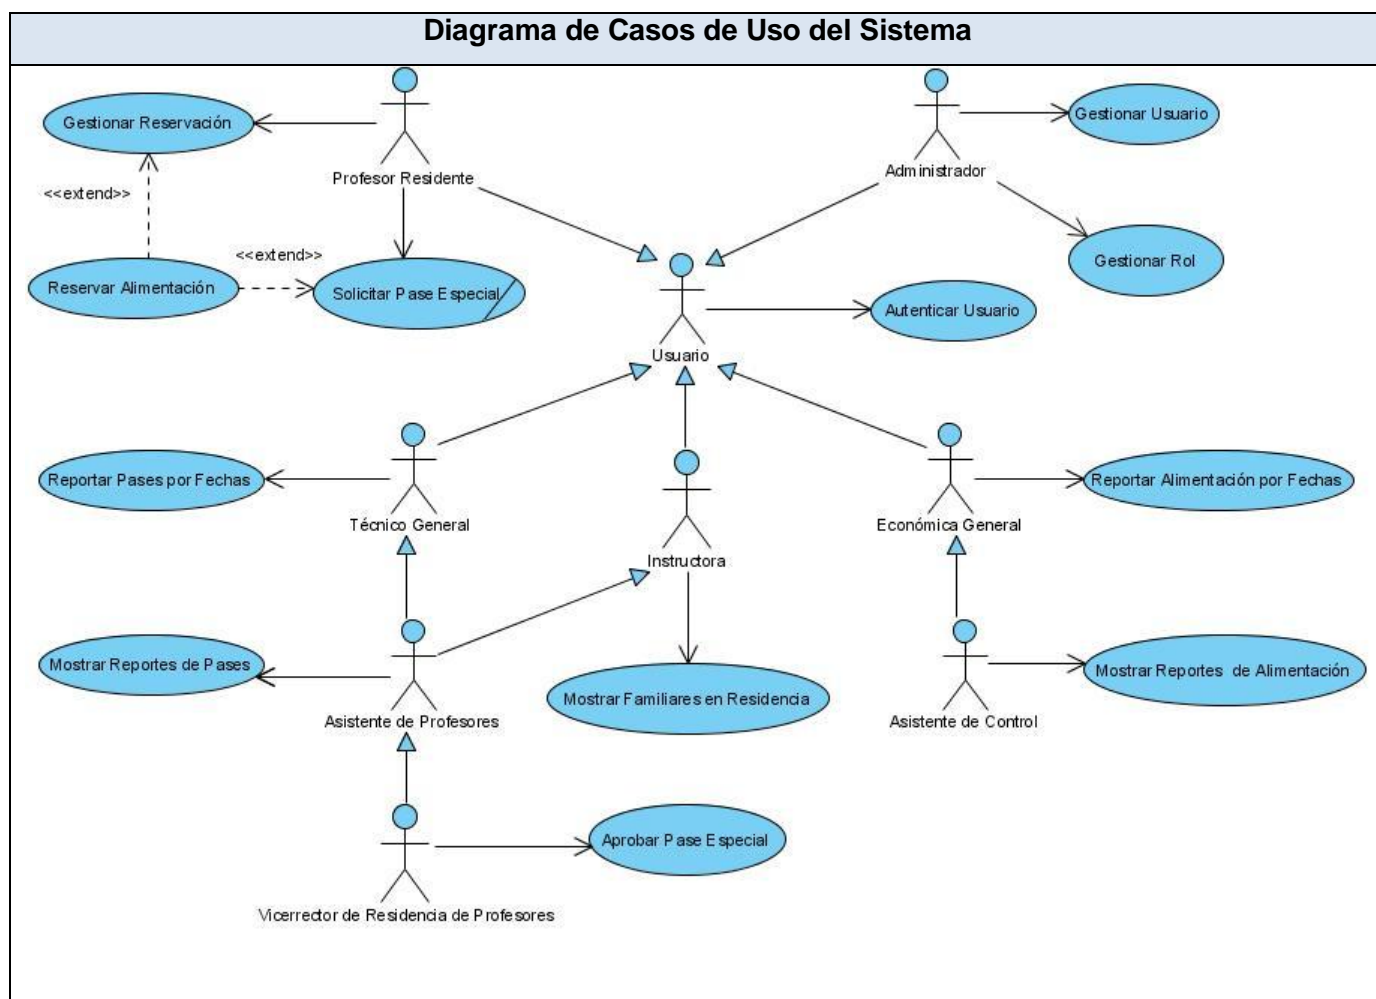 Diagrama de Casos de Uso del Sistema
Gestionar Reservación
Gestionar Usuario
Profesor Residente
Administrador
<<extend>>
<<extend>>
Gestionar Rol
Reservar Alimentación
Solicitar Pase Especial
Autenticar Usuario
Usuario
Reportar Pases por Fechas
Reportar Alimentación por Fechas
Técnico General
Económica General
Instructora
Mostrar Reportes de Pases
Mostrar Familiares en Residencia
Mostrar Reportes de Alimentación
Asistente de Profesores
Asistente de Control
Aprobar Pase Especial
Vicerrector de Residencia de Profesores